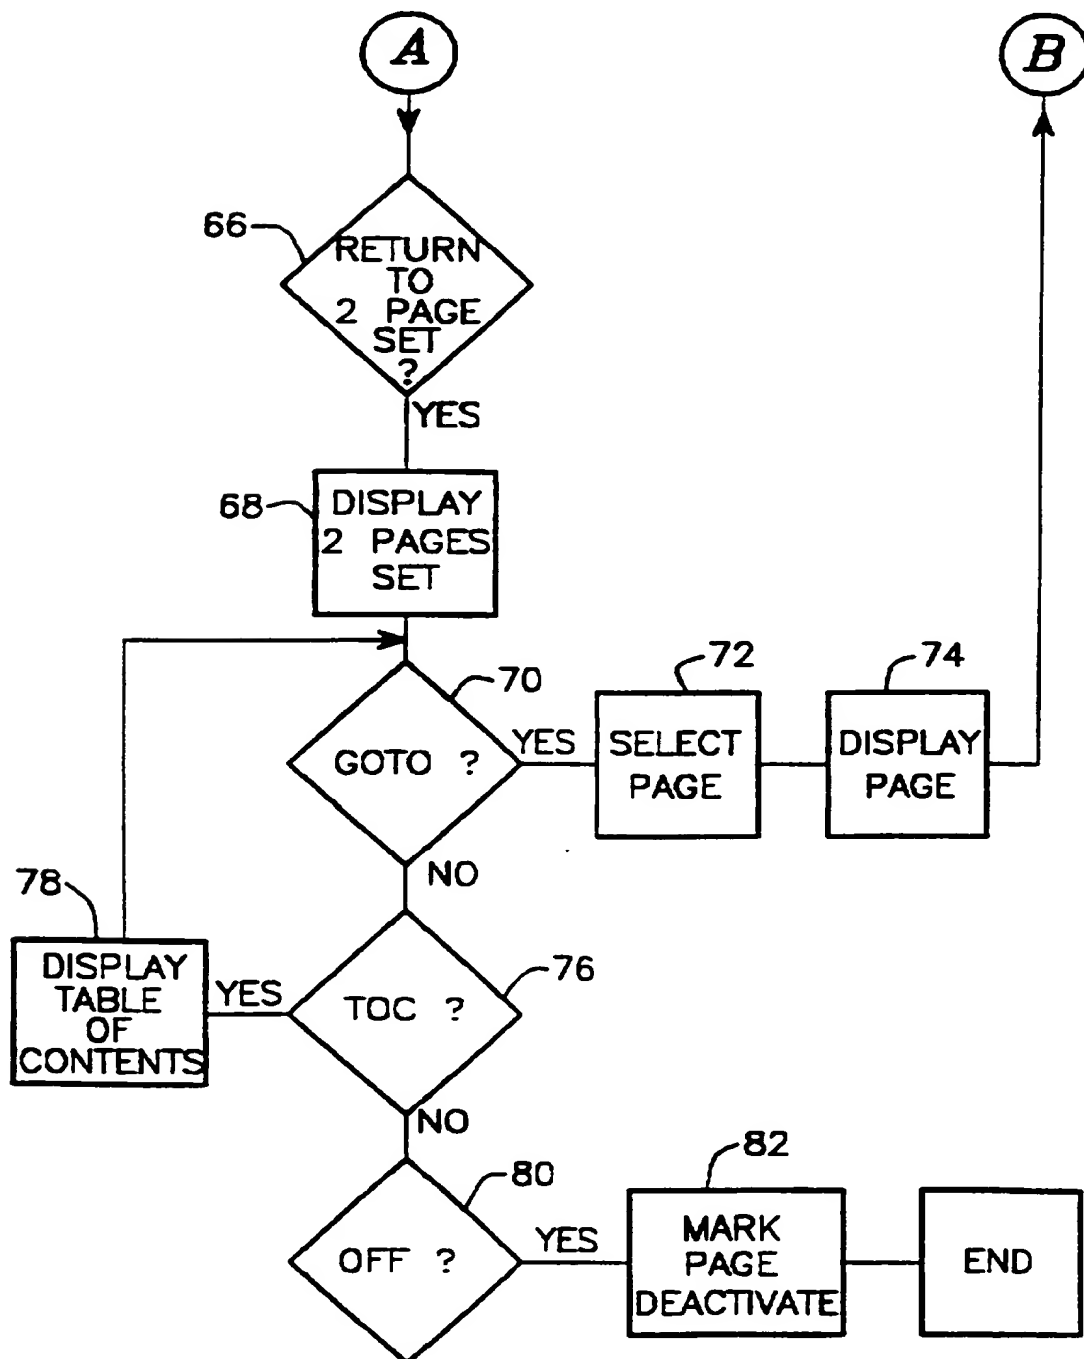 A
B
66
RETURN
TO
2 PAGE
SET
?
YES
68
DISPLAY
2 PAGES
SET
70
GOTO ?
YES
72
SELECT
PAGE
74
DISPLAY
PAGE
NO
78
DISPLAY
TABLE
OF
CONTENTS
YES
76
TOC ?
NO
80
OFF ?
YES
82
MARK
PAGE
DEACTIVATE
END